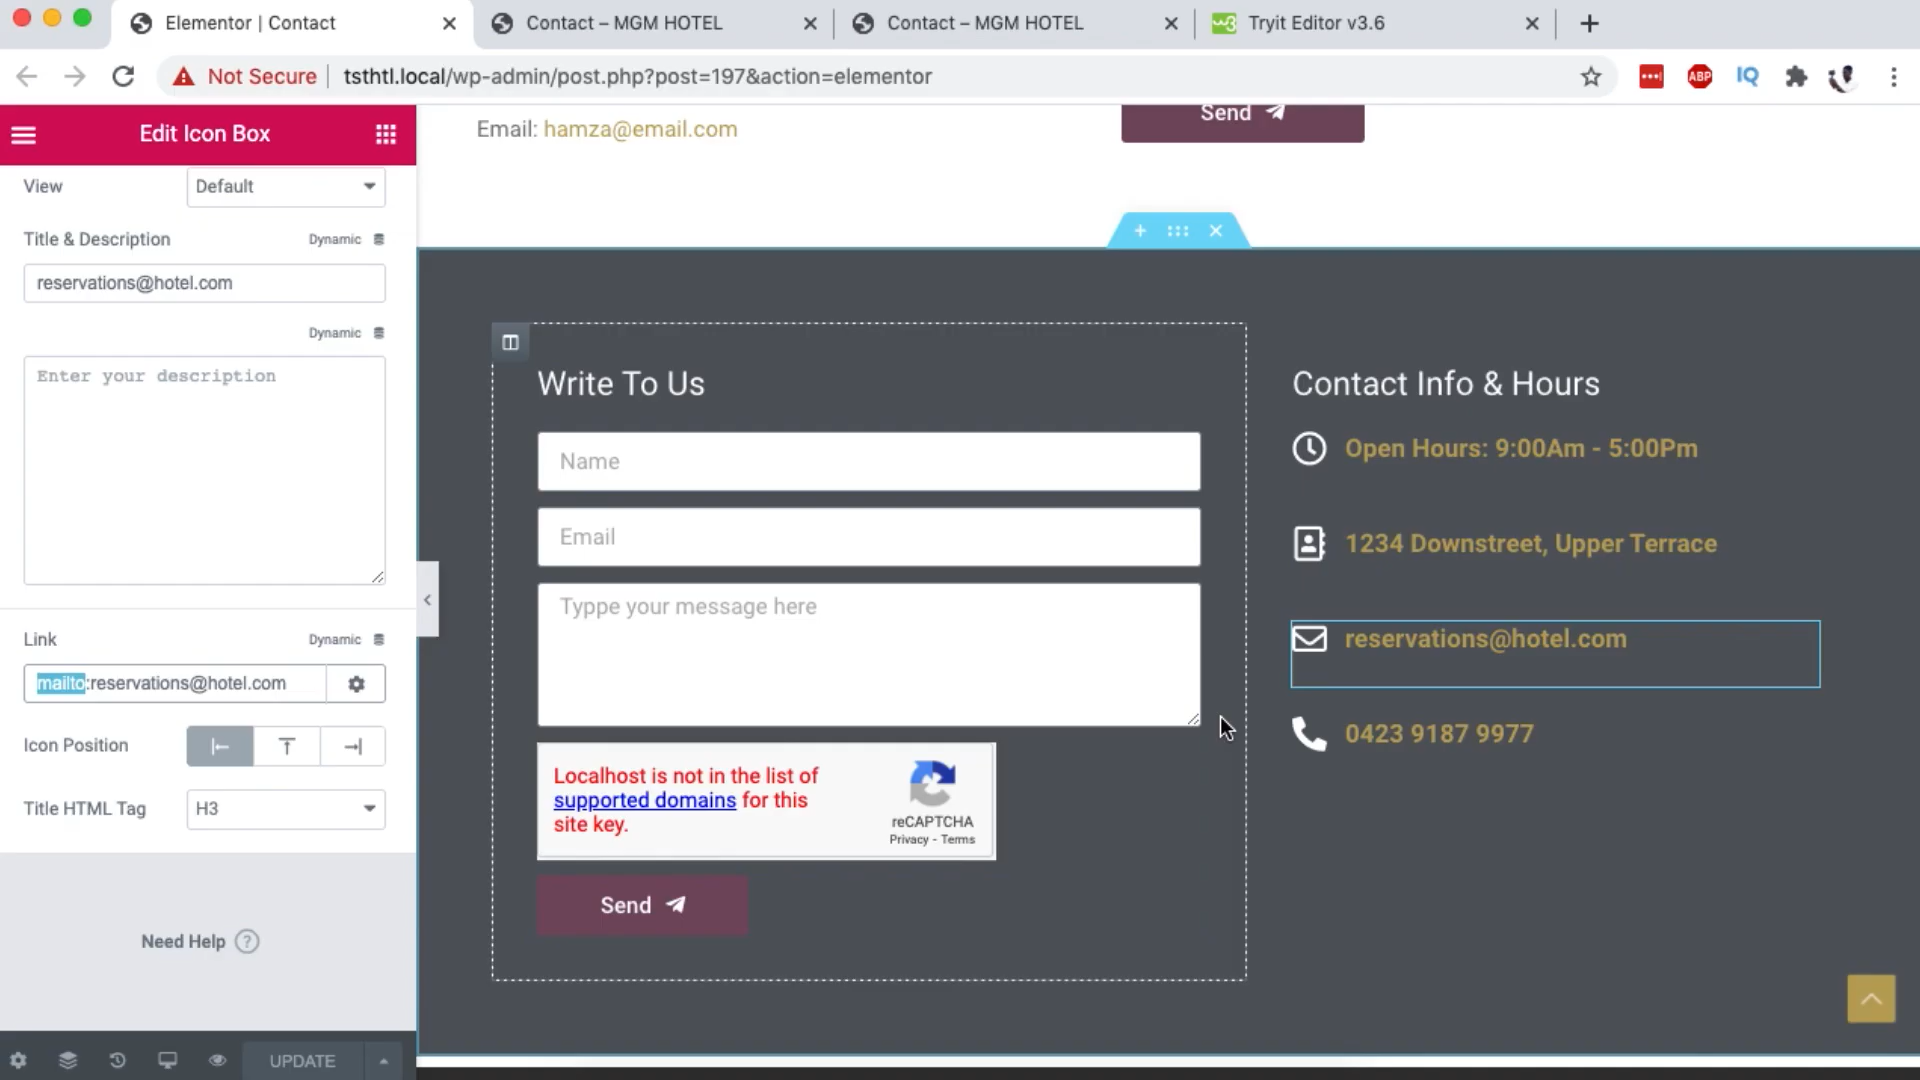 Elementor | Contact
Contact – MGM HOTEL
Contact – MGM HOTEL
Tryit Editor v3.6
Not Secure
tsthtl.local/wp-admin/post.php?post=197&action=elementor
ABP
IQ
Edit Icon Box
View
Default
Title & Description
Dynamic
reservations@hotel.com
Dynamic
Enter your description
Link
Dynamic
mailto:reservations@hotel.com
Icon Position
Title HTML Tag
H3
Need Help
?
UPDATE
Email: hamza@email.com
Send
Write To Us
Name
Email
Typpe your message here
Localhost is not in the list of
supported domains for this
site key.
reCAPTCHA
Privacy - Terms
Send
Contact Info & Hours
Open Hours: 9:00Am - 5:00Pm
1234 Downstreet, Upper Terrace
reservations@hotel.com
0423 9187 9977